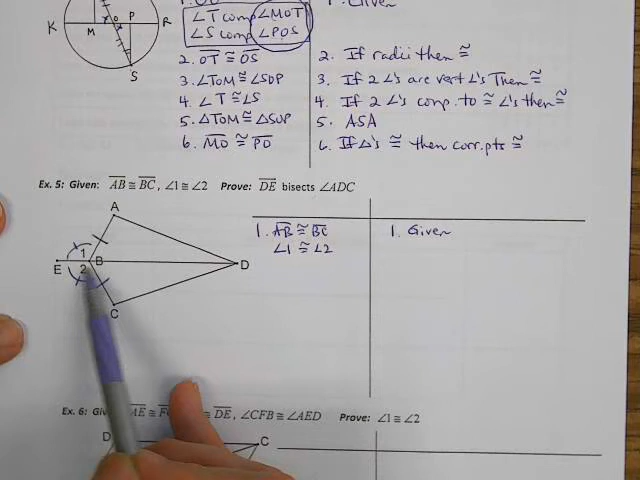 K M O P R
S
∠T comp ∠MOT
∠S comp ∠POS
1. Given
2. OT ≅ OS
2. If radii then ≅
3. ∠TOM ≅ ∠SOP
3. If 2 ∠'s are vert ∠'s Then ≅
4. ∠T ≅ ∠S
4. If 2 ∠'s comp. to ≅ ∠'s then ≅
5. △TOM ≅ △SOP
5. ASA
6. MO ≅ PO
6. If △'s ≅ then corr. pts ≅
Ex. 5: Given: AB ≅ BC, ∠1 ≅ ∠2 Prove: DE bisects ∠ADC
A
1
E B D
2
C
1. AB ≅ BC
∠1 ≅ ∠2
1. Given
Ex. 6: ≅ DE, ∠CFB ≅ ∠AED Prove: ∠1 ≅ ∠2
D C